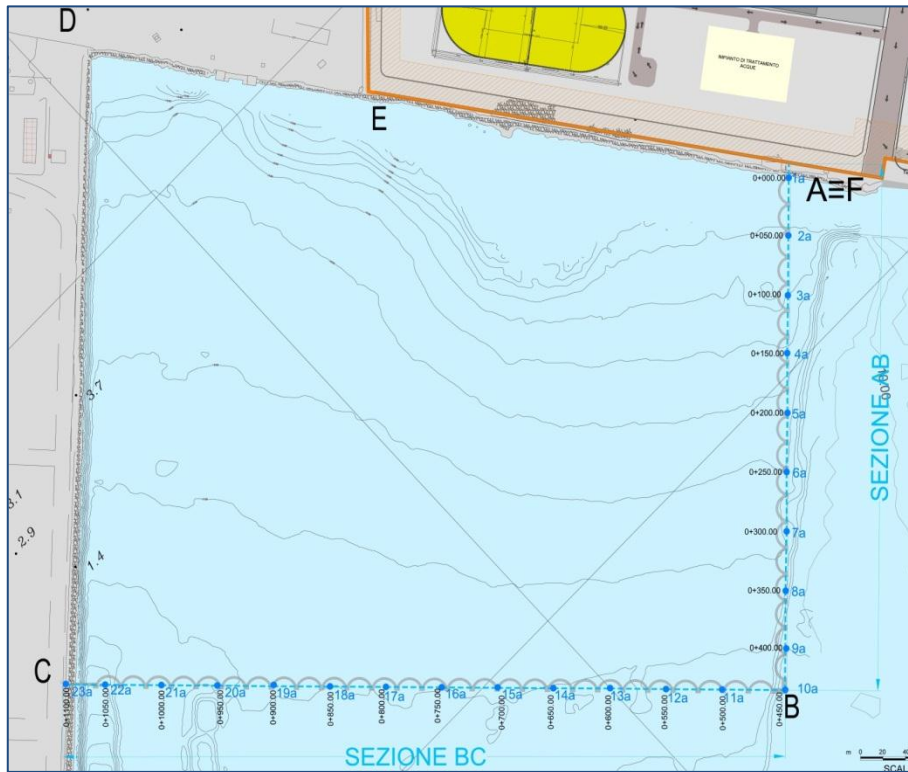 D
IMPIANTO DI TRATTAMENTO
ACQUE
E
A≡F
0+000.00 1a
0+050.00 2a
0+100.00 3a
0+150.00 4a
0+200.00 5a
0+250.00 6a
0+300.00 7a
0+350.00 8a
0+400.00 9a
SEZIONE AB
3.7
3.1
2.9
1.4
C
23a 22a 21a 20a 19a 18a 17a 16a 15a 14a 13a 12a 11a 10a
B
0+1100.00 0+1050.00 0+1000.00 0+950.00 0+900.00 0+850.00 0+800.00 0+750.00 0+700.00 0+650.00 0+600.00 0+550.00 0+500.00 0+450.00
SEZIONE BC
m 0 20 40